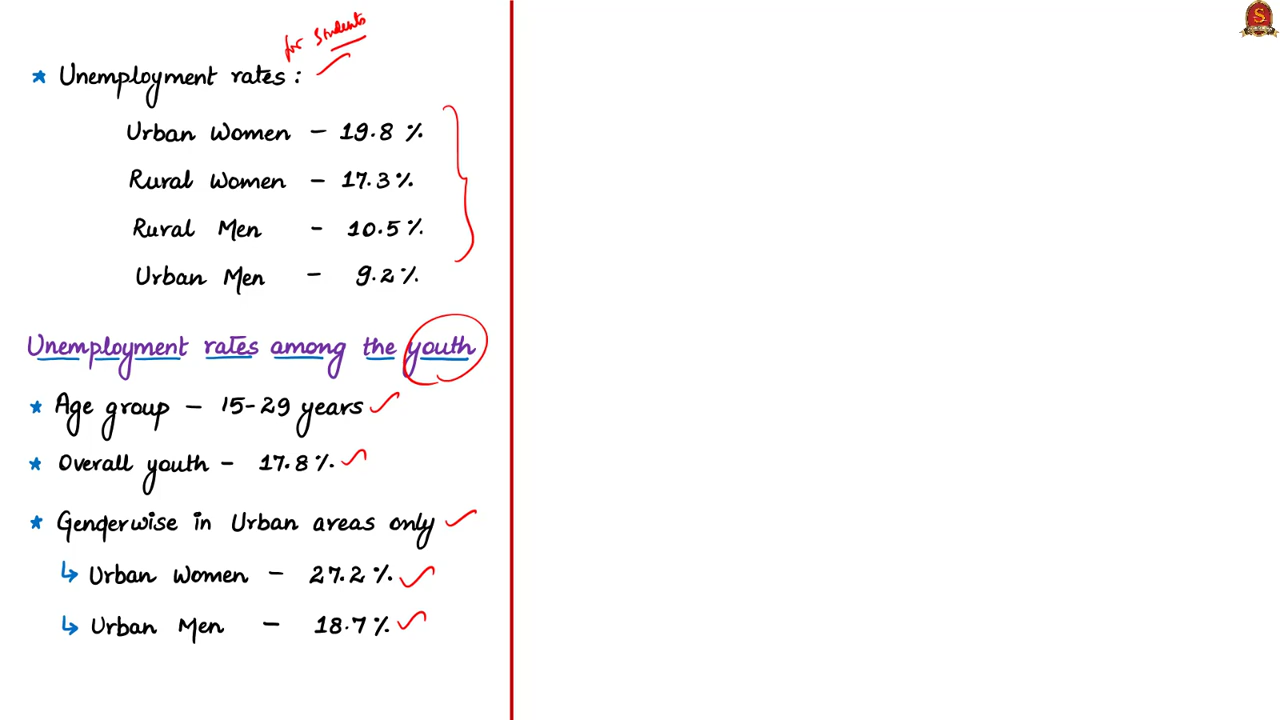 for Students
* Unemployment rates :
Urban Women - 19.8 %
Rural Women - 17.3 %
Rural Men - 10.5 %
Urban Men - 9.2 %
Unemployment rates among the youth
* Age group - 15-29 years
* Overall youth - 17.8 %
* Genderwise in Urban areas only
↳ Urban Women - 27.2 %
↳ Urban Men - 18.7 %
S